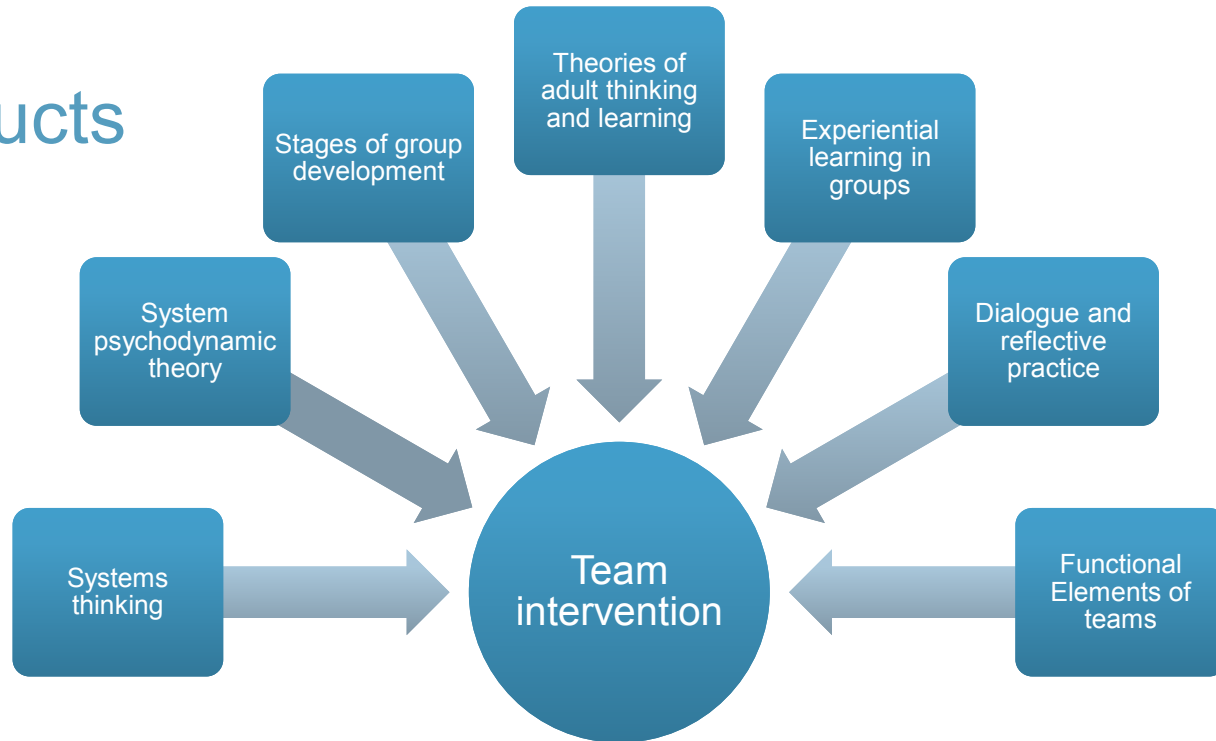 ucts
Theories of
adult thinking
and learning
Stages of group
development
Experiential
learning in
groups
System
psychodynamic
theory
Dialogue and
reflective
practice
Systems
thinking
Team
intervention
Functional
Elements of
teams